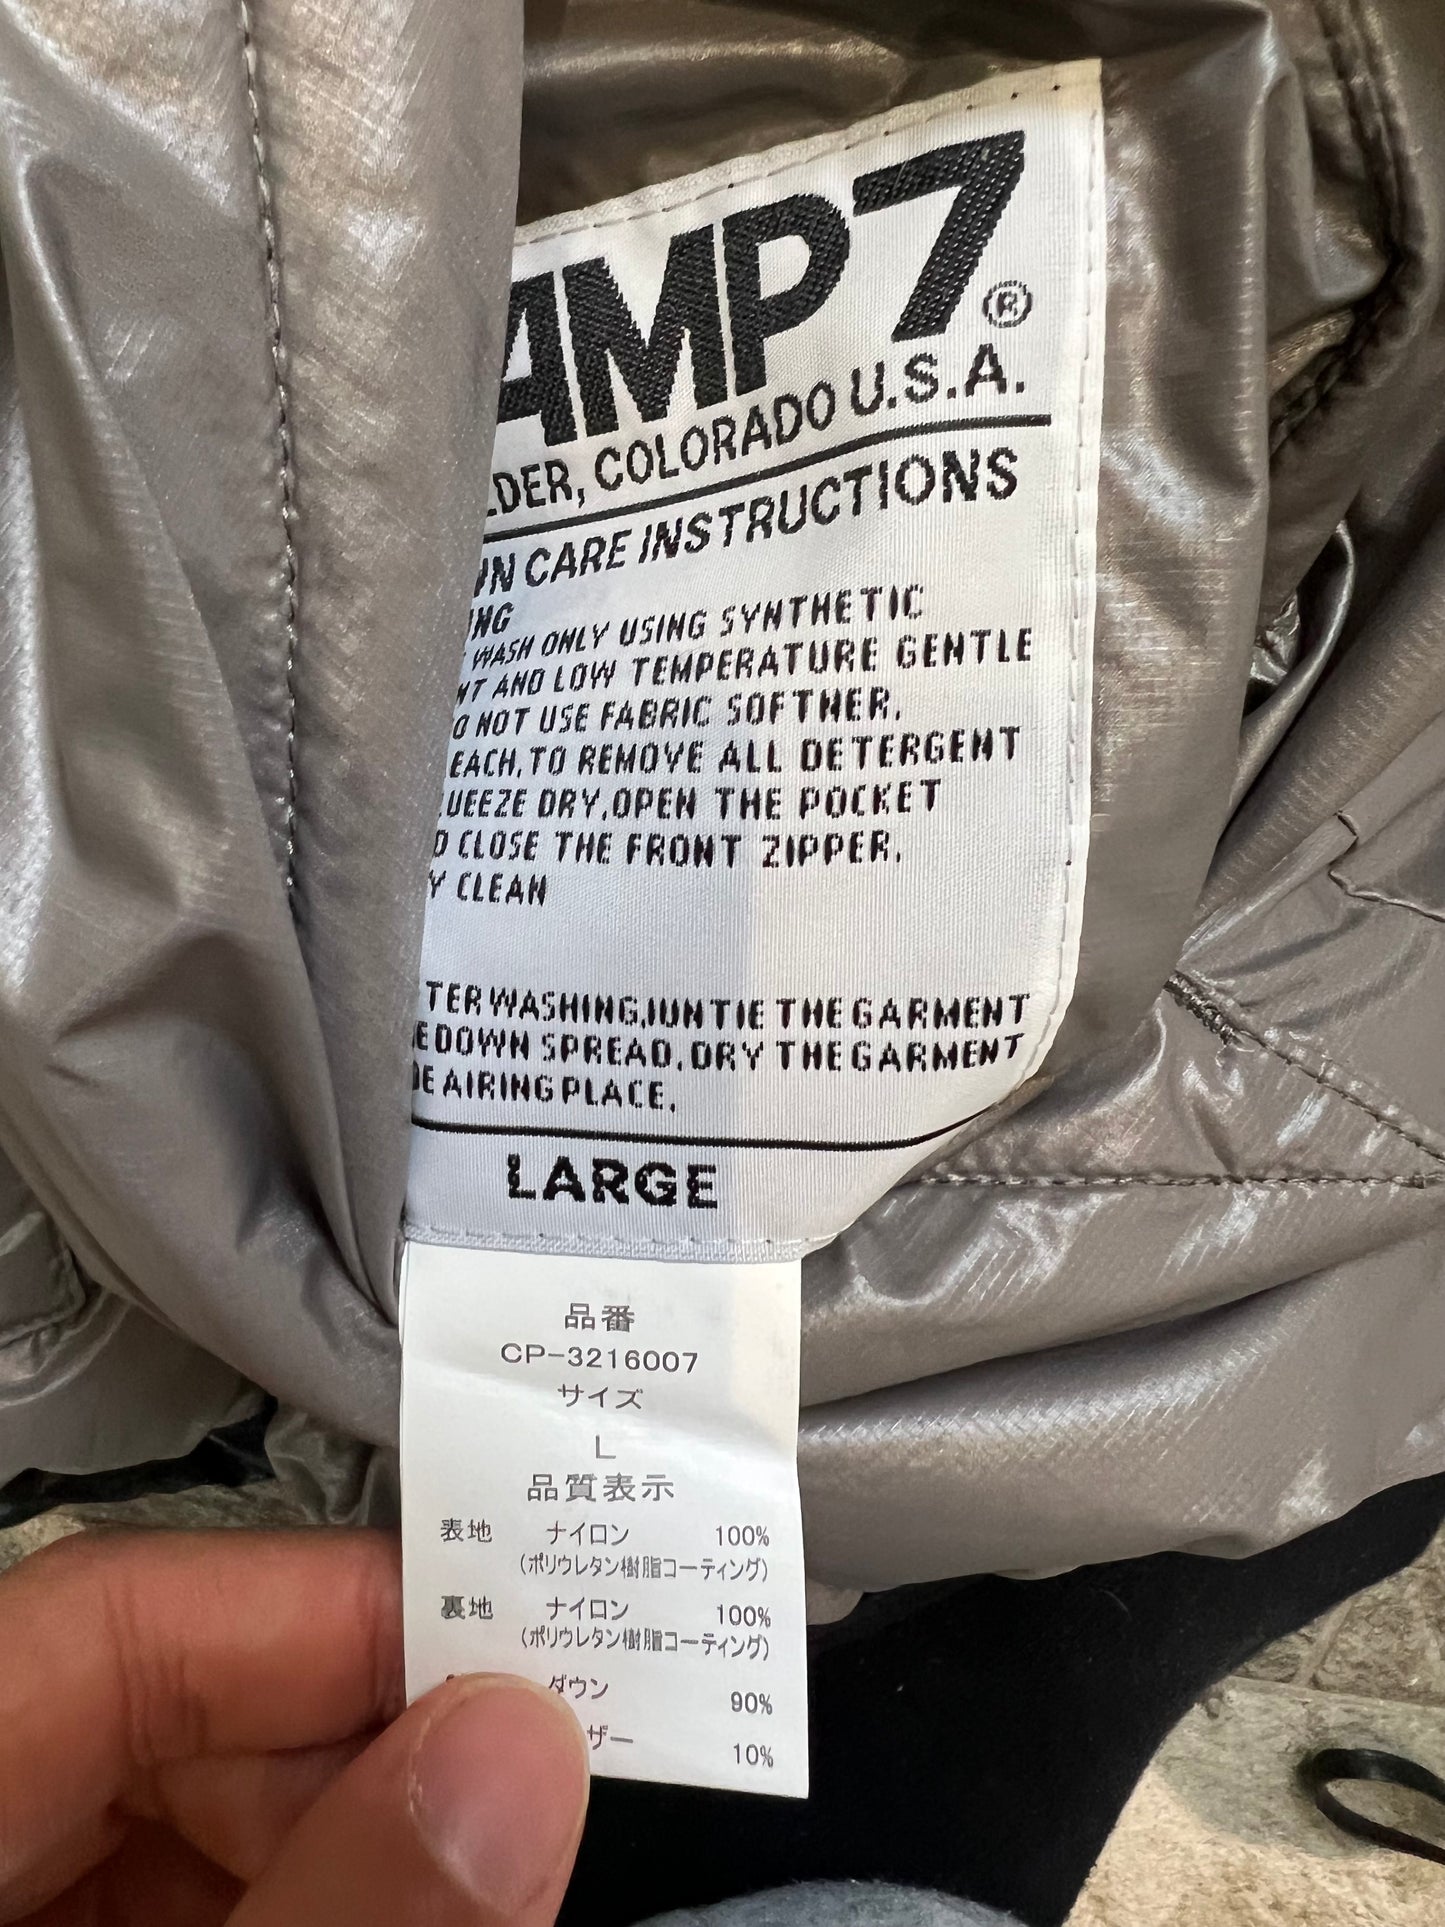 AMP7®
LDER, COLORADO U.S.A.
WN CARE INSTRUCTIONS
ING
WASH ONLY USING SYNTHETIC
NT AND LOW TEMPERATURE GENTLE
O NOT USE FABRIC SOFTNER.
EACH, TO REMOVE ALL DETERGENT
UEEZE DRY, OPEN THE POCKET
D CLOSE THE FRONT ZIPPER.
Y CLEAN
TER WASHING, UNTIE THE GARMENT
E DOWN SPREAD, DRY THE GARMENT
DE AIRING PLACE.
LARGE
品番
CP-3216007
サイズ
L
品質表示
表地 ナイロン 100%
(ポリウレタン樹脂コーティング)
裏地 ナイロン 100%
(ポリウレタン樹脂コーティング)
ダウン 90%
ザー 10%